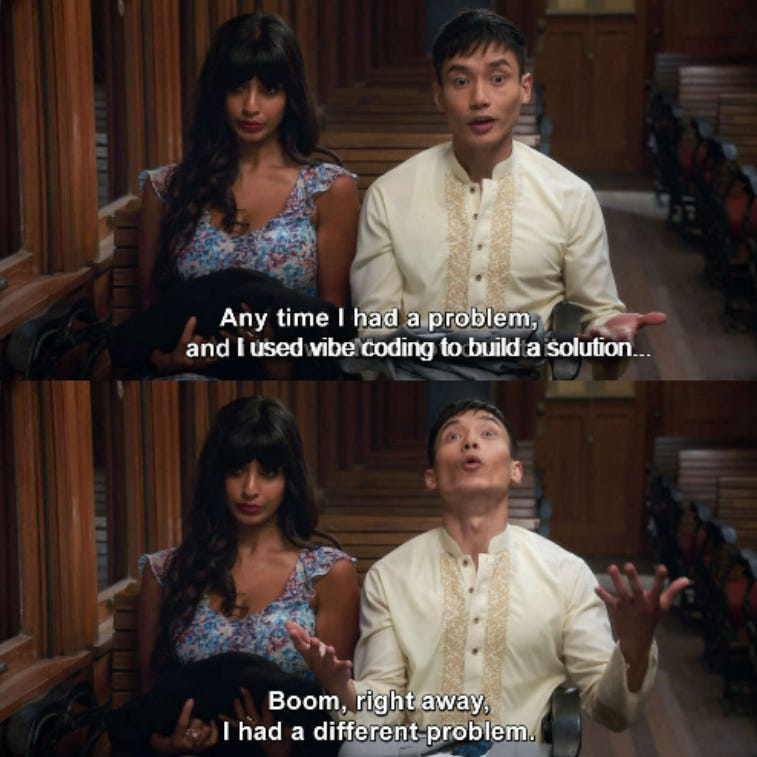 Any time I had a problem,
and I used vibe coding to build a solution...
Boom, right away,
I had a different problem.